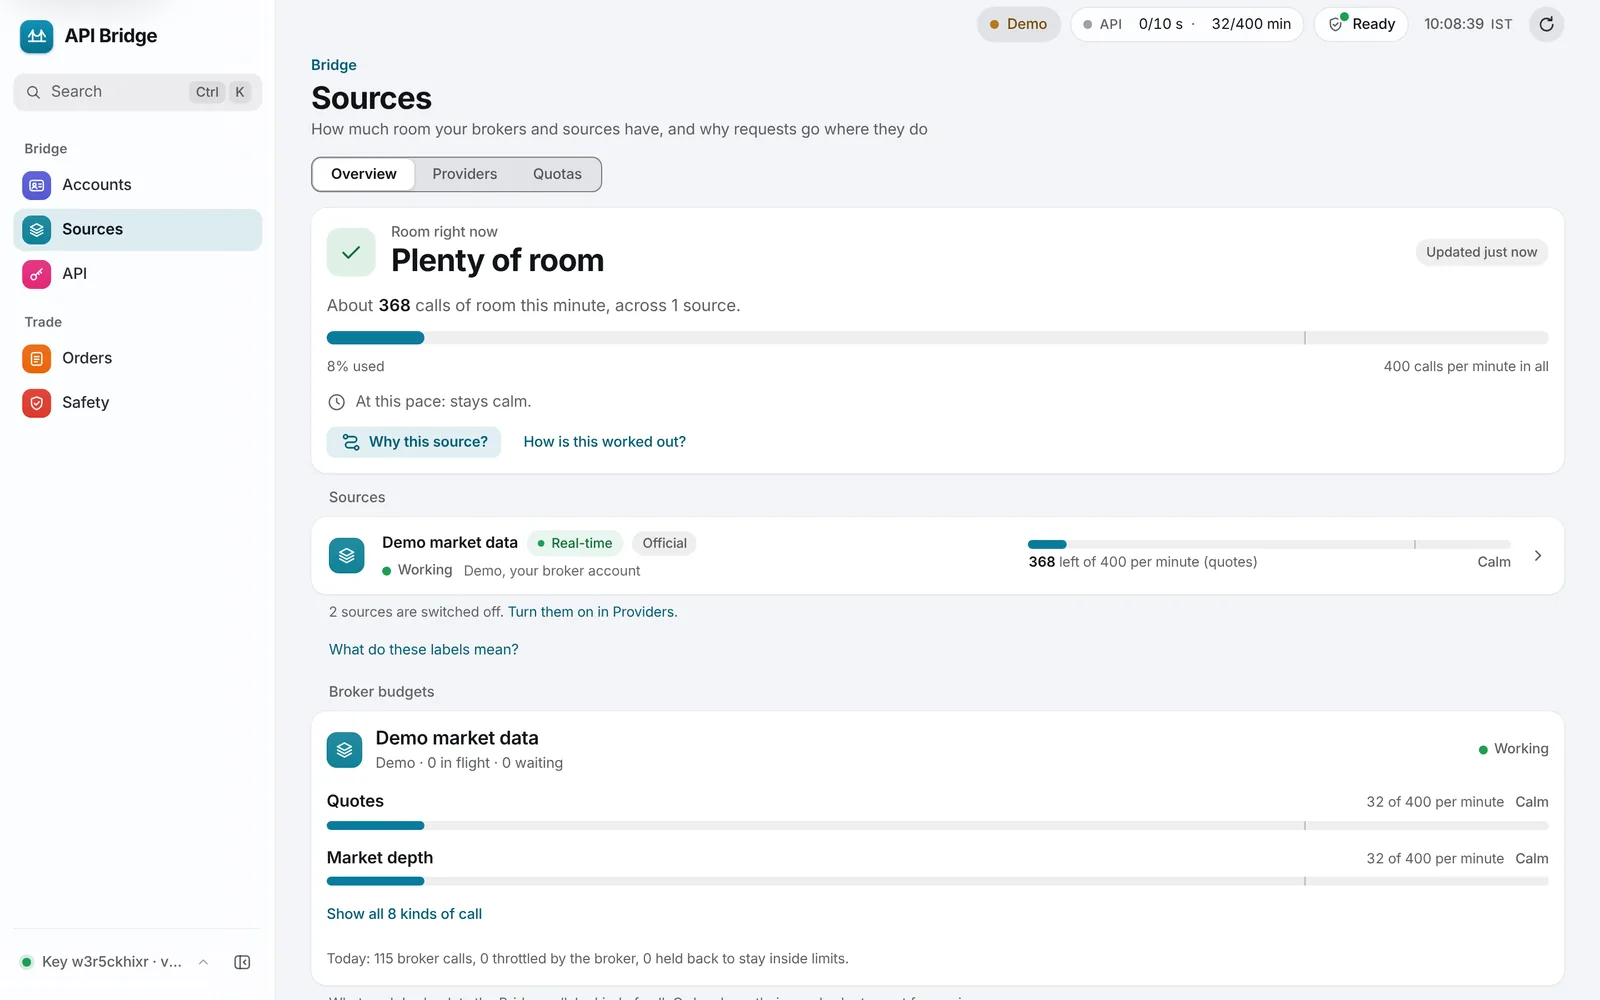 API Bridge
Search Ctrl K
Bridge
Accounts
Sources
API
Trade
Orders
Safety
Key w3r5ckhixr · v...
Demo
API 0/10 s · 32/400 min
Ready
10:08:39 IST
Bridge
Sources
How much room your brokers and sources have, and why requests go where they do
Overview Providers Quotas
Room right now
Plenty of room
Updated just now
About 368 calls of room this minute, across 1 source.
8% used
400 calls per minute in all
At this pace: stays calm.
Why this source? How is this worked out?
Sources
Demo market data Real-time Official
Working Demo, your broker account
368 left of 400 per minute (quotes) Calm
2 sources are switched off. Turn them on in Providers.
What do these labels mean?
Broker budgets
Demo market data
Demo · 0 in flight · 0 waiting
Working
Quotes 32 of 400 per minute Calm
Market depth 32 of 400 per minute Calm
Show all 8 kinds of call
Today: 115 broker calls, 0 throttled by the broker, 0 held back to stay inside limits.